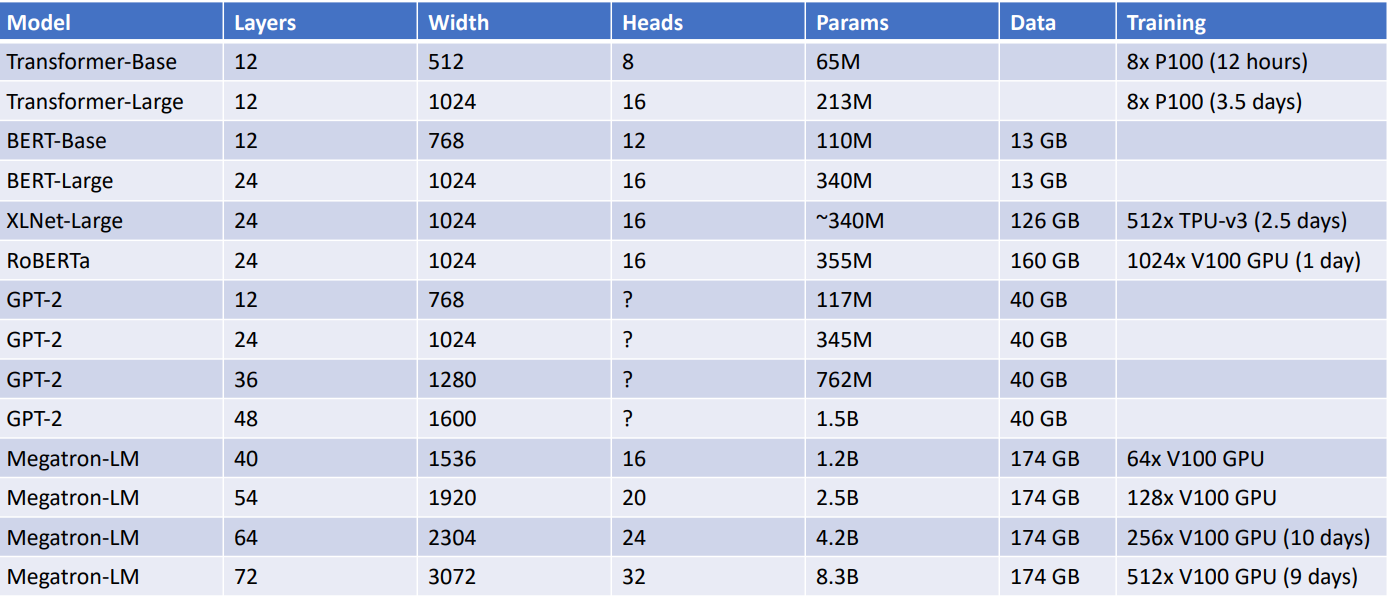 Model Layers Width Heads Params Data Training
Transformer-Base 12 512 8 65M 8x P100 (12 hours)
Transformer-Large 12 1024 16 213M 8x P100 (3.5 days)
BERT-Base 12 768 12 110M 13 GB
BERT-Large 24 1024 16 340M 13 GB
XLNet-Large 24 1024 16 ~340M 126 GB 512x TPU-v3 (2.5 days)
RoBERTa 24 1024 16 355M 160 GB 1024x V100 GPU (1 day)
GPT-2 12 768 ? 117M 40 GB
GPT-2 24 1024 ? 345M 40 GB
GPT-2 36 1280 ? 762M 40 GB
GPT-2 48 1600 ? 1.5B 40 GB
Megatron-LM 40 1536 16 1.2B 174 GB 64x V100 GPU
Megatron-LM 54 1920 20 2.5B 174 GB 128x V100 GPU
Megatron-LM 64 2304 24 4.2B 174 GB 256x V100 GPU (10 days)
Megatron-LM 72 3072 32 8.3B 174 GB 512x V100 GPU (9 days)